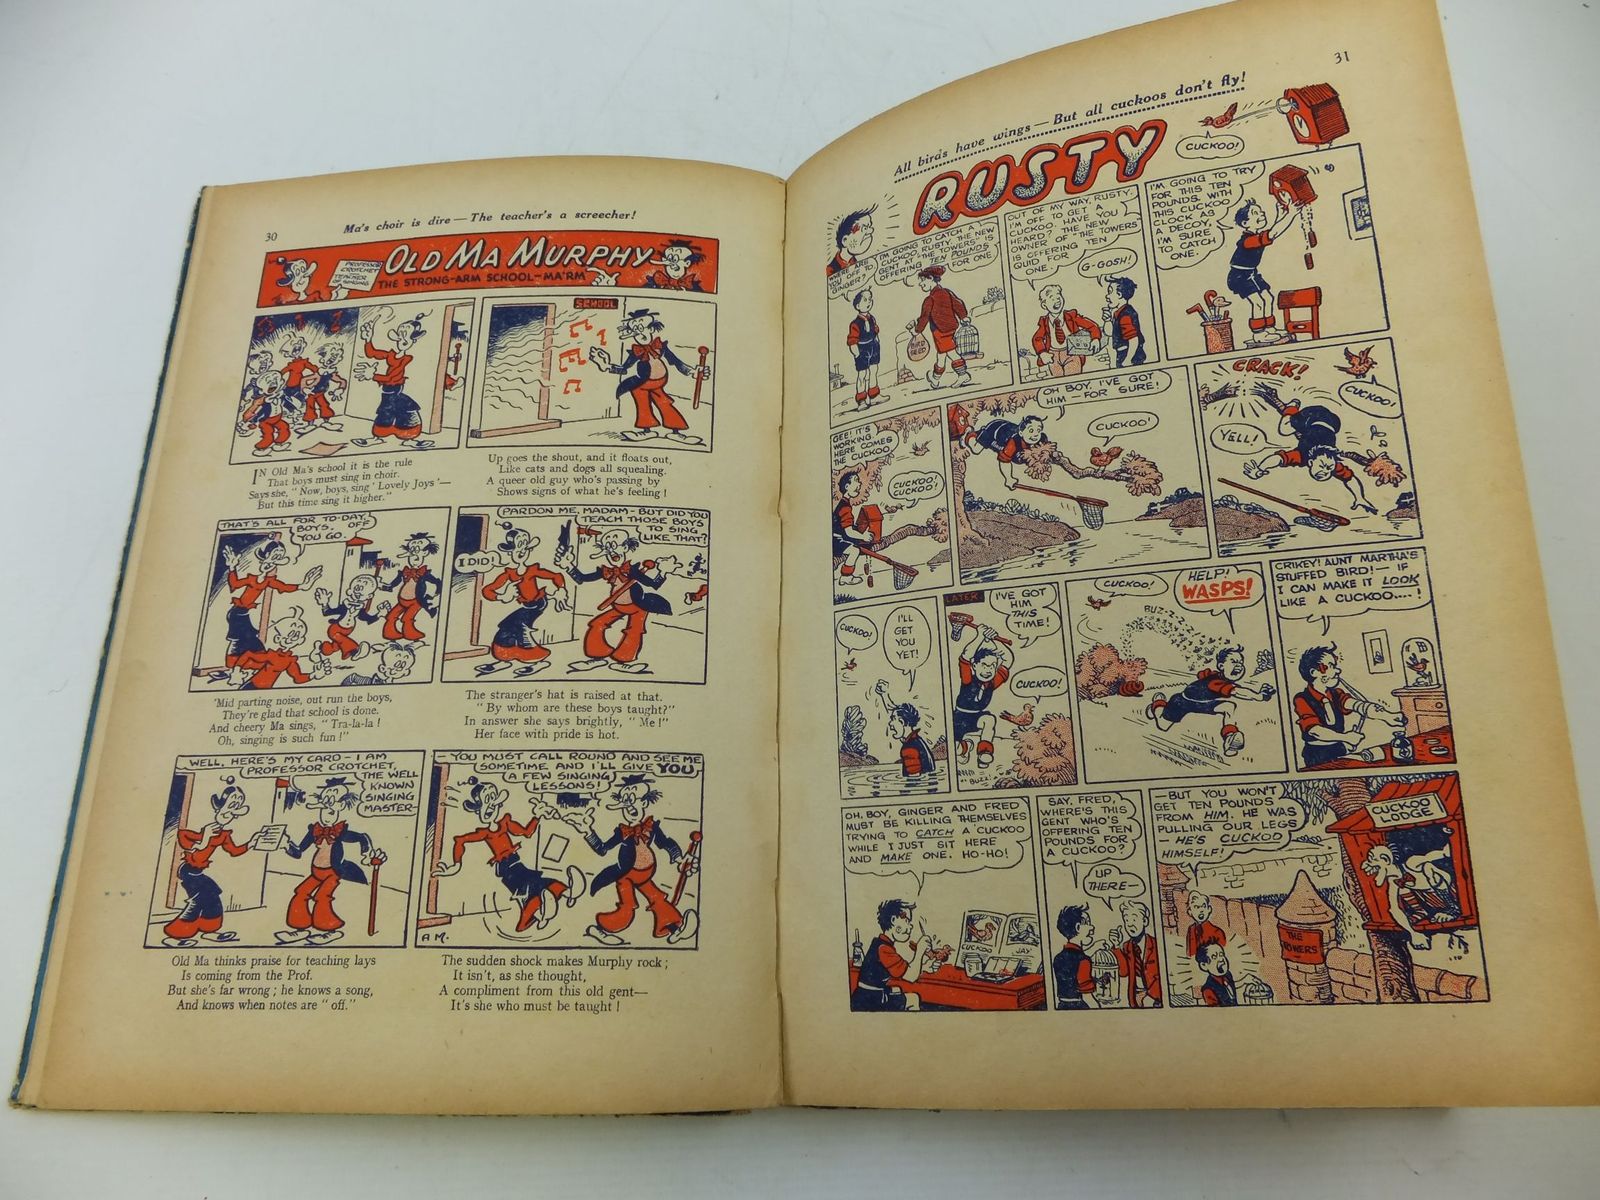 30
Ma's choir is dire — The teacher's a screecher!
PROFESSOR
CROTCHET
THE
TEACHER
OF SINGING
OLD MA MURPHY
THE STRONG-ARM SCHOOL-MA'RM
SCHOOL
IN Old Ma's school it is the rule
That boys must sing in choir.
Says she, "Now, boys, sing 'Lovely Joys'—
But this time sing it higher."
Up goes the shout, and it floats out,
Like cats and dogs all squealing.
A queer old guy who's passing by
Shows signs of what he's feeling!
THAT'S ALL FOR TO-DAY,
BOYS. OFF
YOU GO.
PARDON ME, MADAM — BUT DID YOU
TEACH THOSE BOYS
TO SING
LIKE THAT?
I DID!
'Mid parting noise, out run the boys,
They're glad that school is done.
And cheery Ma sings, "Tra-la-la!
Oh, singing is such fun!"
The stranger's hat is raised at that.
"By whom are these boys taught?"
In answer she says brightly, "Me!"
Her face with pride is hot.
WELL, HERE'S MY CARD — I AM
PROFESSOR CROTCHET,
THE WELL
KNOWN
SINGING
MASTER—
—YOU MUST CALL ROUND AND SEE ME
SOMETIME AND I'LL GIVE YOU
A FEW SINGING
LESSONS!
A M.
Old Ma thinks praise for teaching lays
Is coming from the Prof.
But she's far wrong; he knows a song,
And knows when notes are "off."
The sudden shock makes Murphy rock;
It isn't, as she thought,
A compliment from this old gent—
It's she who must be taught!
31
All birds have wings — But all cuckoos don't fly!
RUSTY
CUCKOO!
WHERE ARE
YOU OFF TO
GINGER?
I'M GOING TO CATCH A
CUCKOO, RUSTY. THE NEW
GENT AT "THE TOWERS" IS
OFFERING TEN POUNDS
FOR ONE
BIRD
SEED
OUT OF MY WAY, RUSTY.
I'M OFF TO GET A
CUCKOO. HAVE YOU
HEARD? THE NEW
OWNER OF "THE TOWERS
IS OFFERING TEN
QUID FOR
ONE.
G-GOSH!
I'M GOING TO TRY
FOR THIS TEN
POUNDS, WITH
THIS CUCKOO
CLOCK AS
A DECOY. I'M SURE
TO CATCH
ONE.
GEE! IT'S
WORKING.
HERE COMES
THE CUCKOO
CUCKOO!
CUCKOO!
OH BOY, I'VE GOT
HIM — FOR SURE!
CUCKOO!
CRACK!
CUCKOO!
YELL!
CUCKOO!
I'LL
GET
YOU
YET!
LATER
I'VE GOT
HIM
THIS
TIME!
CUCKOO!
BUZZ!
CUCKOO!
BUZ-Z-Z
HELP!
WASPS!
CRIKEY! AUNT MARTHA'S
STUFFED BIRD! — IF
I CAN MAKE IT LOOK
LIKE A CUCKOO....!
OH, BOY, GINGER AND FRED
MUST BE KILLING THEMSELVES
TRYING TO CATCH A CUCKOO
WHILE I JUST SIT HERE
AND MAKE ONE. HO-HO!
CUCKOO
JAY
SAY, FRED,
WHERE'S THIS
GENT WHO'S
OFFERING TEN
POUNDS FOR
A CUCKOO?
UP
THERE—
—BUT YOU WON'T
GET TEN POUNDS
FROM HIM. HE WAS
PULLING OUR LEGS
— HE'S CUCKOO
HIMSELF!
THE
TOWERS
CUCKOO
LODGE